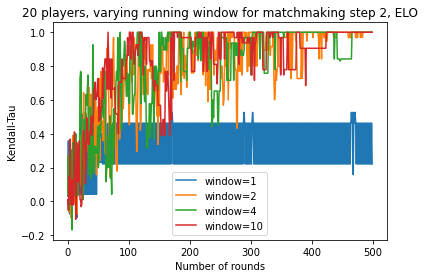 20 players, varying running window for matchmaking step 2, ELO
1.0
0.8
0.6
0.4
0.2
0.0
−0.2
Kendall-Tau
window=1
window=2
window=4
window=10
0 100 200 300 400 500
Number of rounds